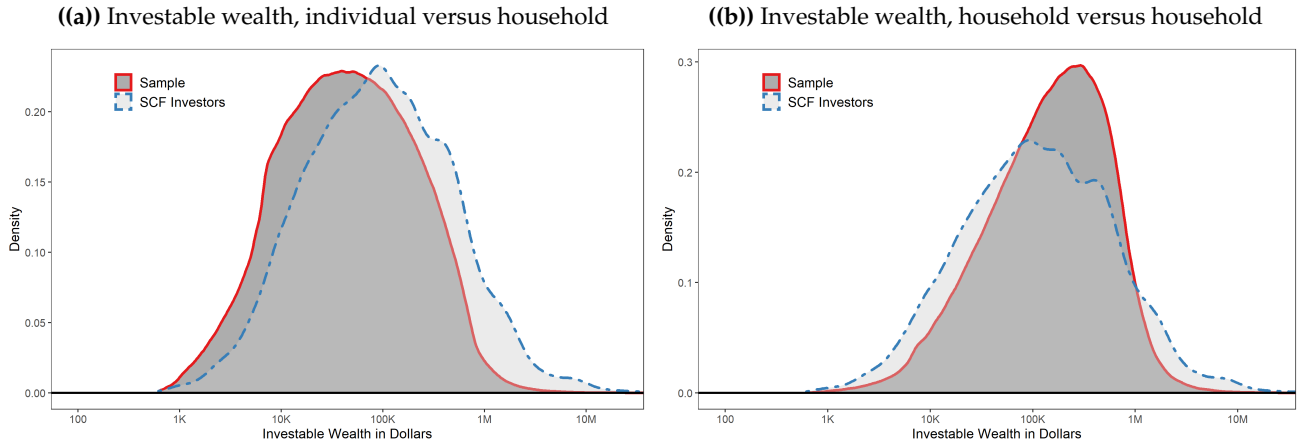 ((a)) Investable wealth, individual versus household
Sample
SCF Investors
0.20
0.15
0.10
0.05
0.00
Density
100 1K 10K 100K 1M 10M
Investable Wealth in Dollars
((b)) Investable wealth, household versus household
0.3
Sample
SCF Investors
0.2
0.1
0.0
Density
100 1K 10K 100K 1M 10M
Investable Wealth in Dollars